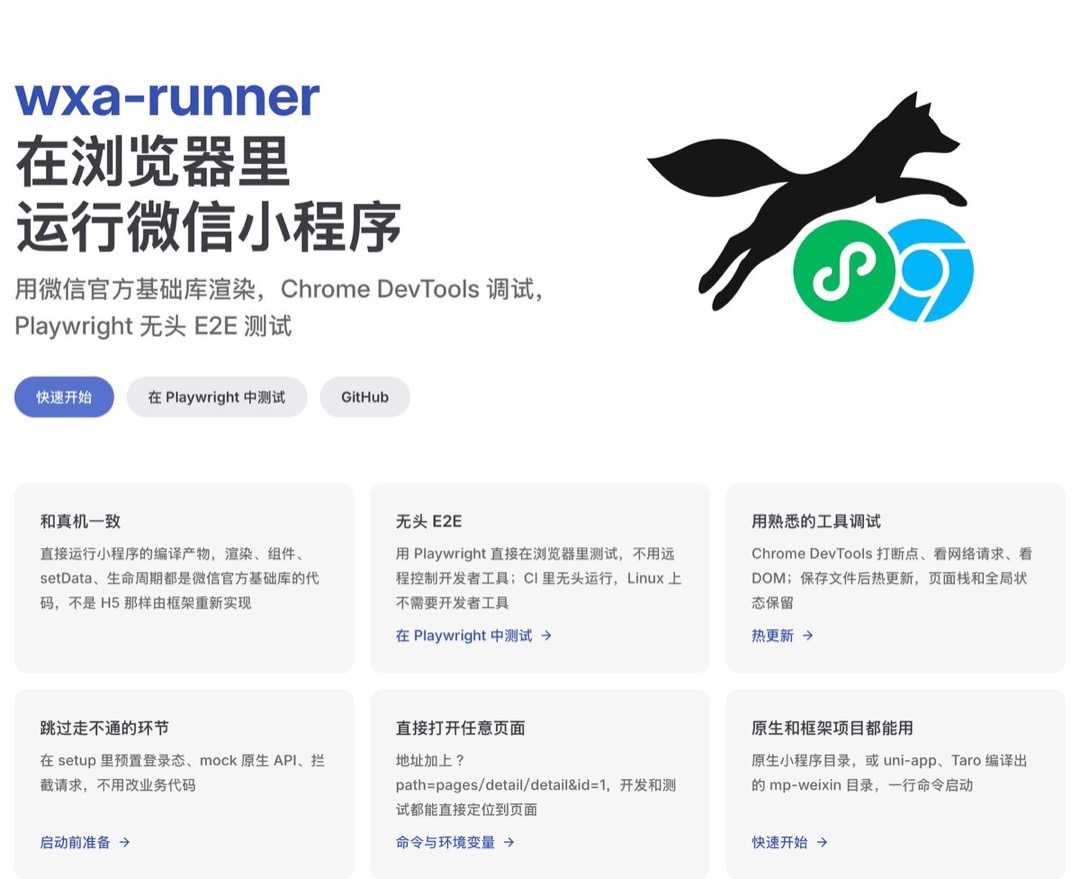 wxa-runner
在浏览器里
运行微信小程序
用微信官方基础库渲染，Chrome DevTools 调试，
Playwright 无头 E2E 测试
快速开始
在 Playwright 中测试
GitHub
和真机一致
直接运行小程序的编译产物，渲染、组件、
setData、生命周期都是微信官方基础库的代
码，不是 H5 那样由框架重新实现
无头 E2E
用 Playwright 直接在浏览器里测试，不用远
程控制开发者工具；CI 里无头运行，Linux 上
不需要开发者工具
在 Playwright 中测试 →
用熟悉的工具调试
Chrome DevTools 打断点、看网络请求、看
DOM；保存文件后热更新，页面栈和全局状
态保留
热更新 →
跳过走不通的环节
在 setup 里预置登录态、mock 原生 API、拦
截请求，不用改业务代码
启动前准备 →
直接打开任意页面
地址加上 ?
path=pages/detail/detail&id=1，开发和测
试都能直接定位到页面
命令与环境变量 →
原生和框架项目都能用
原生小程序目录，或 uni-app、Taro 编译出
的 mp-weixin 目录，一行命令启动
快速开始 →